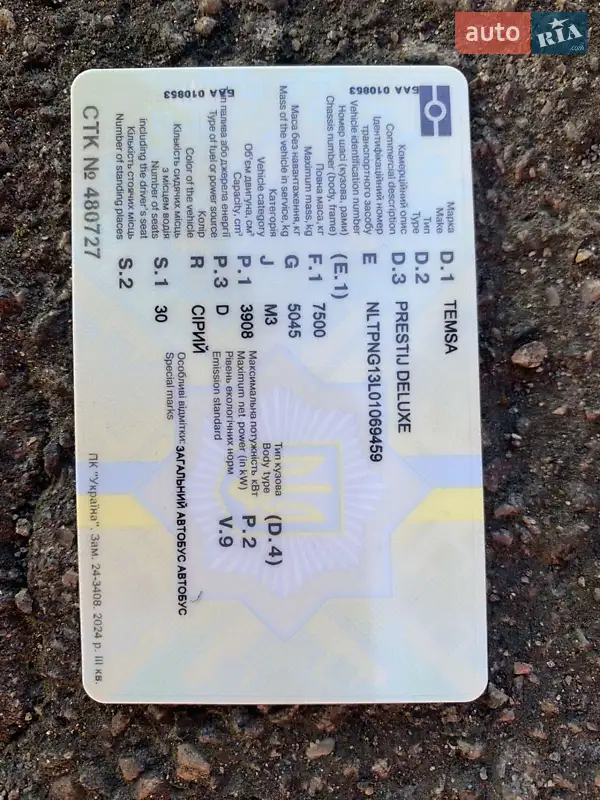 auto RIA
.com
БАА 010853
БАА 010853
Марка
Make D.1 TEMSA
Тип
Type D.2
Комерційний опис
Commercial description D.3 PRESTIJ DELUXE
Ідентифікаційний номер
транспортного засобу
Vehicle identification number E NLTPNG13L01069459
Номер шасі (кузова, рами)
Chassis number (body, frame) (E.1)
Повна маса, кг
Maximum mass, kg F.1 7500
Маса без навантаження, кг
Mass of the vehicle in service, kg G 5045
Категорія
Vehicle category J M3
Об'єм двигуна, см³
Capacity, cm³ P.1 3908
Тип палива або джерела енергії
Type of fuel or power source P.3 D
Колір
Color of the vehicle R СІРИЙ
Кількість сидячих місць
з місцем водія
Number of seats
including the driver's seat S.1 30
Кількість стоячих місць
Number of standing places S.2
Тип кузова
Body type (D.4)
Максимальна потужність кВт
Maximum net power (in kW) P.2
Рівень екологічних норм
Emission standard V.9
Особливі відмітки: ЗАГАЛЬНИЙ АВТОБУС АВТОБУС
Special marks
СТК № 480727
ПК "Україна". Зам. 24-3408. 2024 р. III кв.